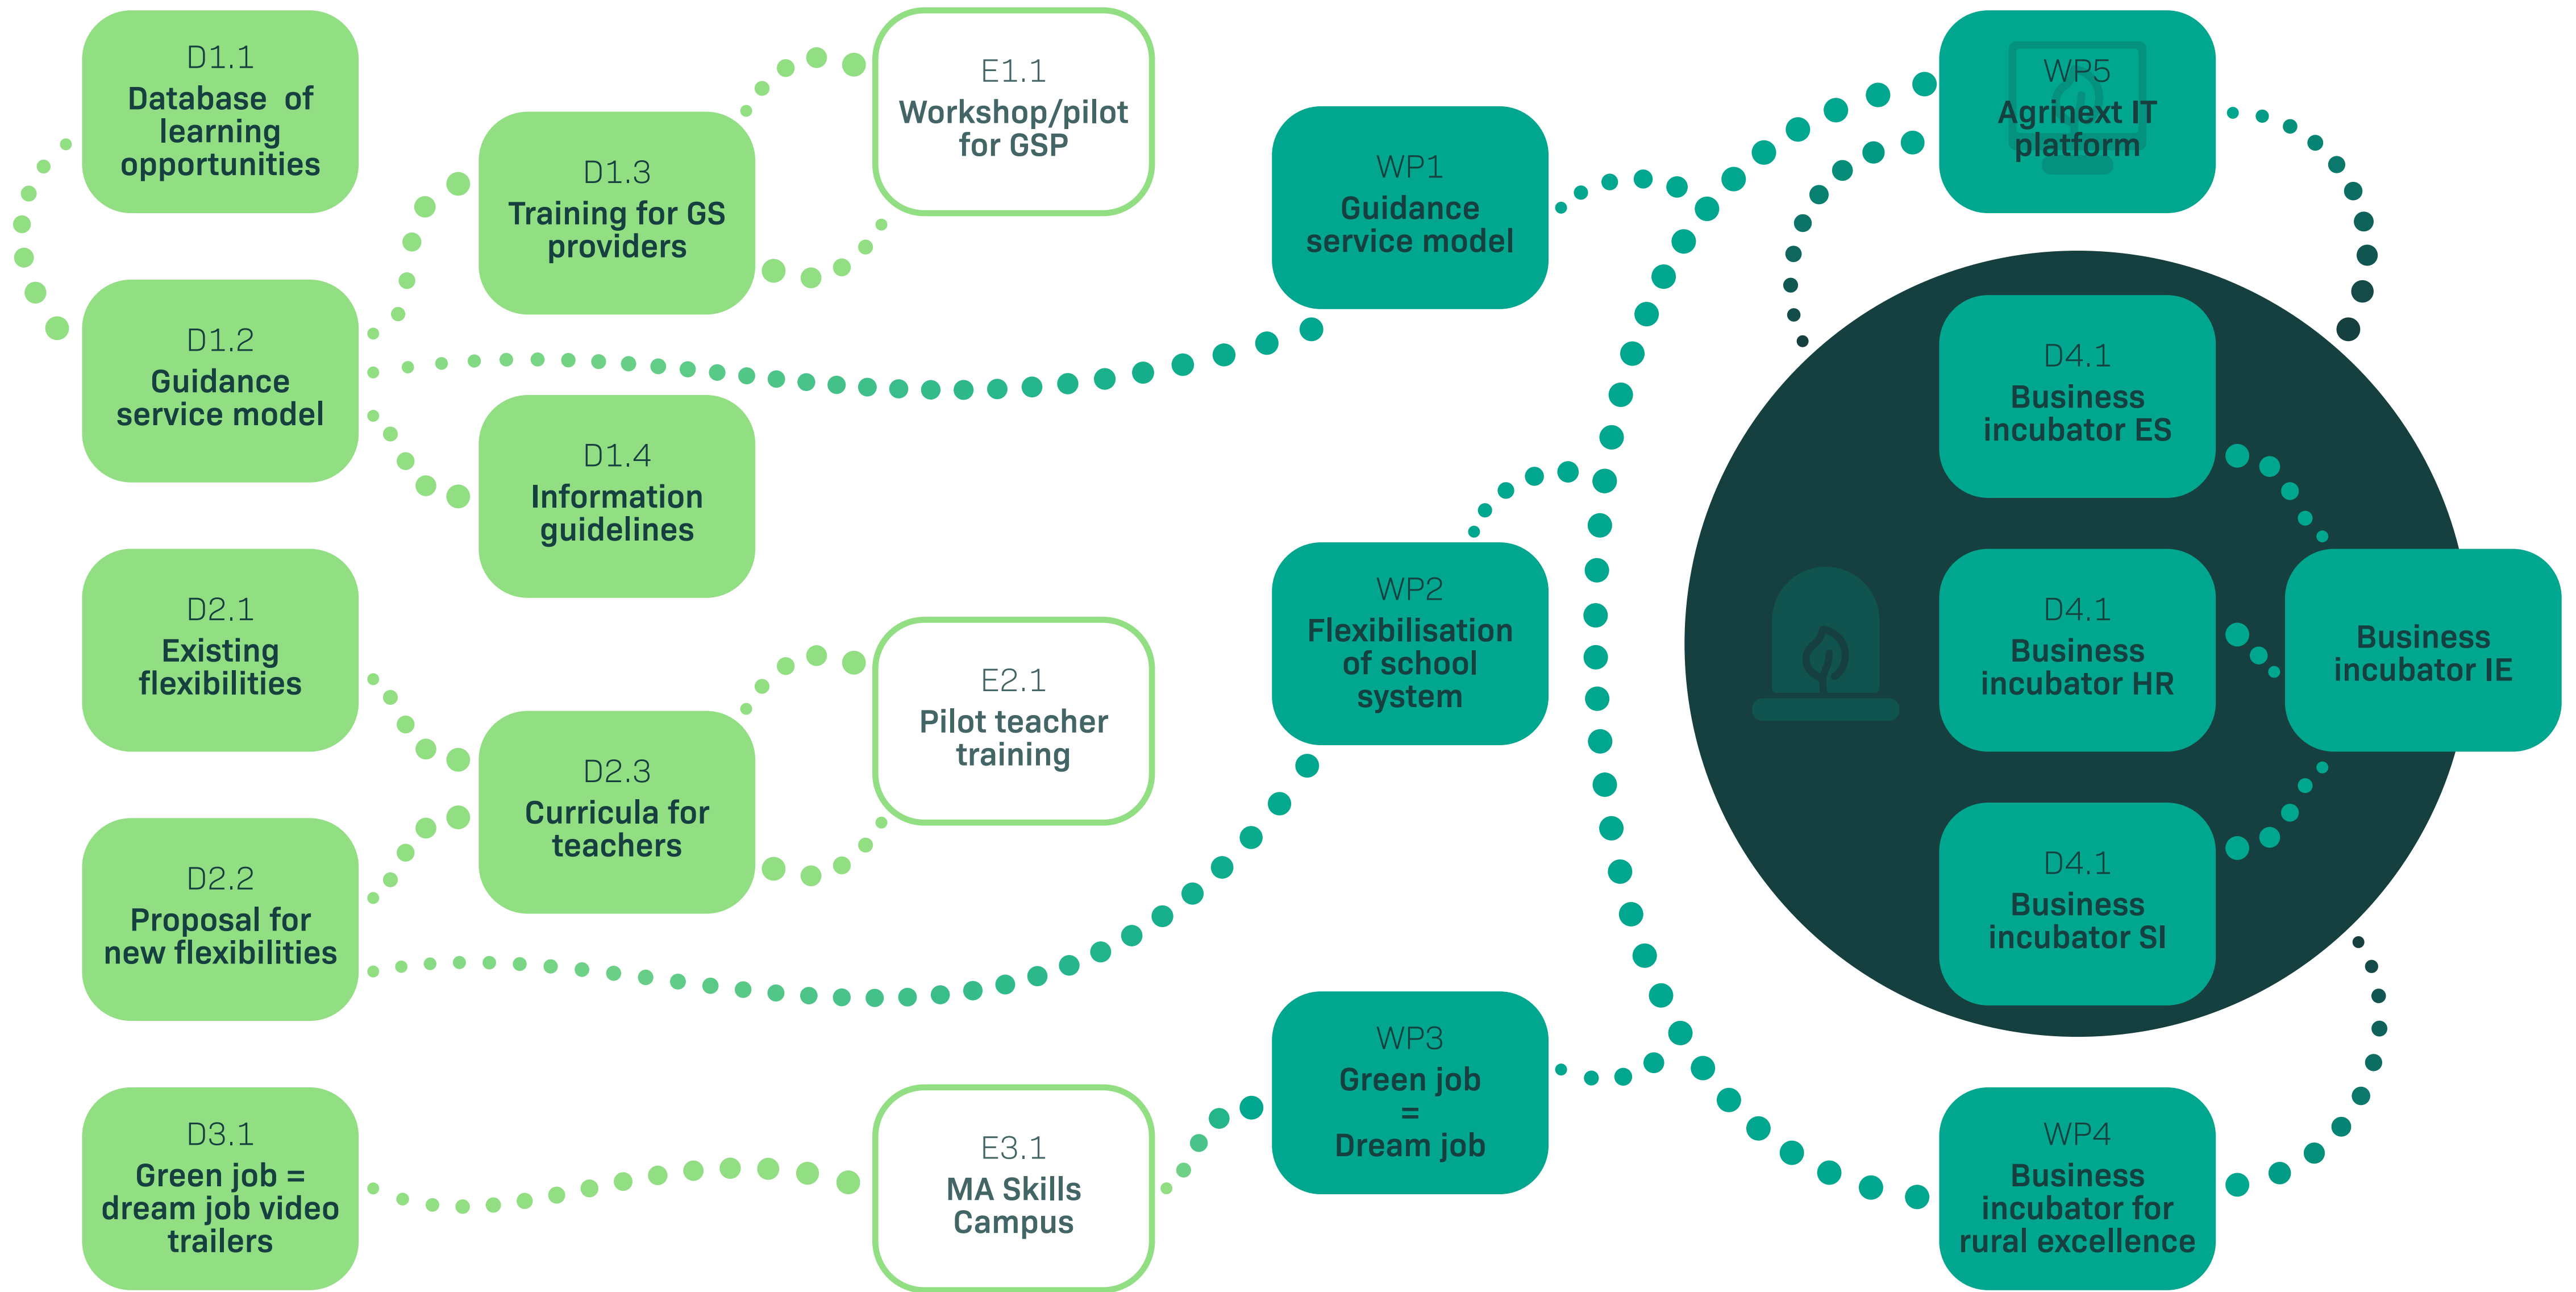 D1.1
Database of
learning
opportunities
D1.2
Guidance
service model
D2.1
Existing
flexibilities
D2.2
Proposal for
new flexibilities
D3.1
Green job =
dream job video
trailers
D1.3
Training for GS
providers
D1.4
Information
guidelines
D2.3
Curricula for
teachers
E1.1
Workshop/pilot
for GSP
E2.1
Pilot teacher
training
E3.1
MA Skills
Campus
WP1
Guidance
service model
WP2
Flexibilisation
of school
system
WP3
Green job
=
Dream job
WP5
Agrinext IT
platform
D4.1
Business
incubator ES
D4.1
Business
incubator HR
D4.1
Business
incubator SI
Business
incubator IE
WP4
Business
incubator for
rural excellence